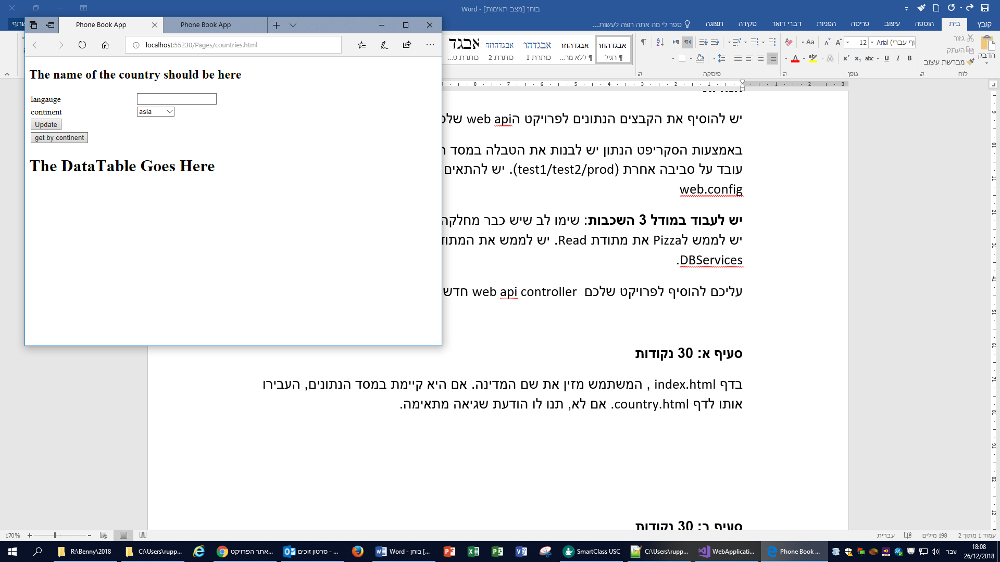 בוחן [מצב תאימות] - Word
קובץ
בית
הוספה
עיצוב
פריסה
הפניות
דברי דואר
סקירה
תצוגה
ספר לי מה אתה רוצה לעשות...
הדבק
גזור
העתק
מברשת עיצוב
לוח
12
B I U abc x₂ x²
Aa
גופן
פיסקה
אבגדהוזר
¶ רגיל
אבגדהוזר
¶ ללא מר...
אבגדהו
כותרת 1
אבגדהוזר
כותרת 2
אבגד
כותרת ט...
Phone Book App
Phone Book App
localhost:55230/Pages/countries.html
The name of the country should be here
langauge
continent
asia
Update
get by continent
The DataTable Goes Here
יש להוסיף את הקבצים הנתונים לפרויקט הweb api
באמצעות הסקריפט הנתון יש לבנות את הטבלה במסד
עובד על סביבה אחרת (test1/test2/prod). יש להתאים
web.config
יש לעבוד במודל 3 השכבות: שימו לב שיש כבר מחלקה
יש לממש לPizza את מתודת Read. יש לממש את
DBServices.
עליכם להוסיף לפרויקט שלכם web api controller חדש
סעיף א: 30 נקודות
בדף index.html , המשתמש מזין את שם המדינה. אם היא קיימת במסד הנתונים, העבירו
אותו לדף country.html. אם לא, תנו לו הודעת שגיאה מתאימה.
סעיף ב: 30 נקודות
עמוד 1 מתוך 2
198 מילים
עברית
170%
R:\Benny\2018
C:\Users\rupp...
אתר הפרויקט...
סרטון זוכים - ...
בוחן [... - Word
SmartClass USC
C:\Users\rupp...
WebApplicati...
Phone Book ...
עבר
18:08
26/12/2018